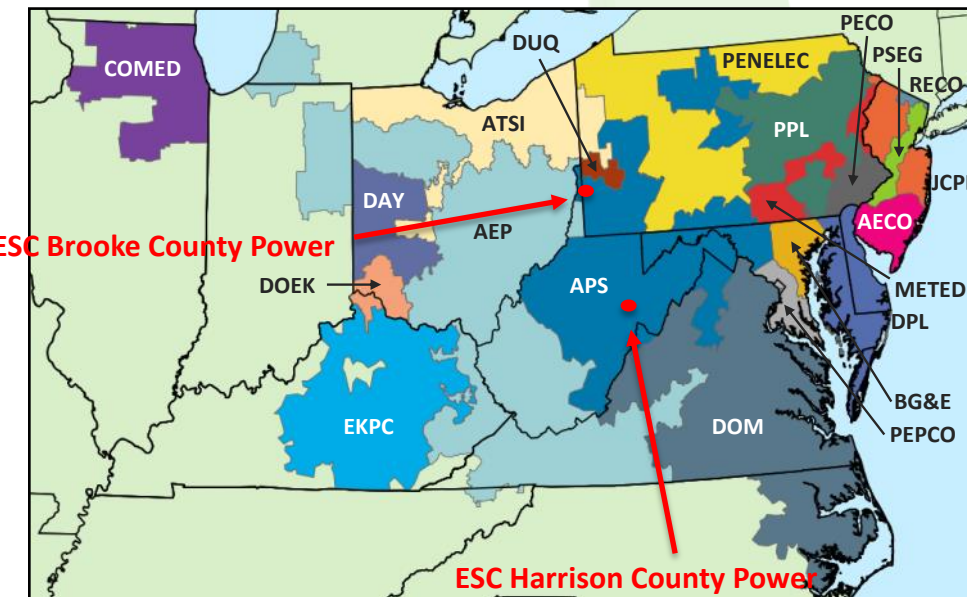 PECO
DUQ
PENELEC
PSEG
COMED
RECO
ATSI
PPL
DAY
JCPL
AECO
AEP
ESC Brooke County Power
DOEK
APS
METED
DPL
EKPC
DOM
BG&E
PEPCO
ESC Harrison County Power